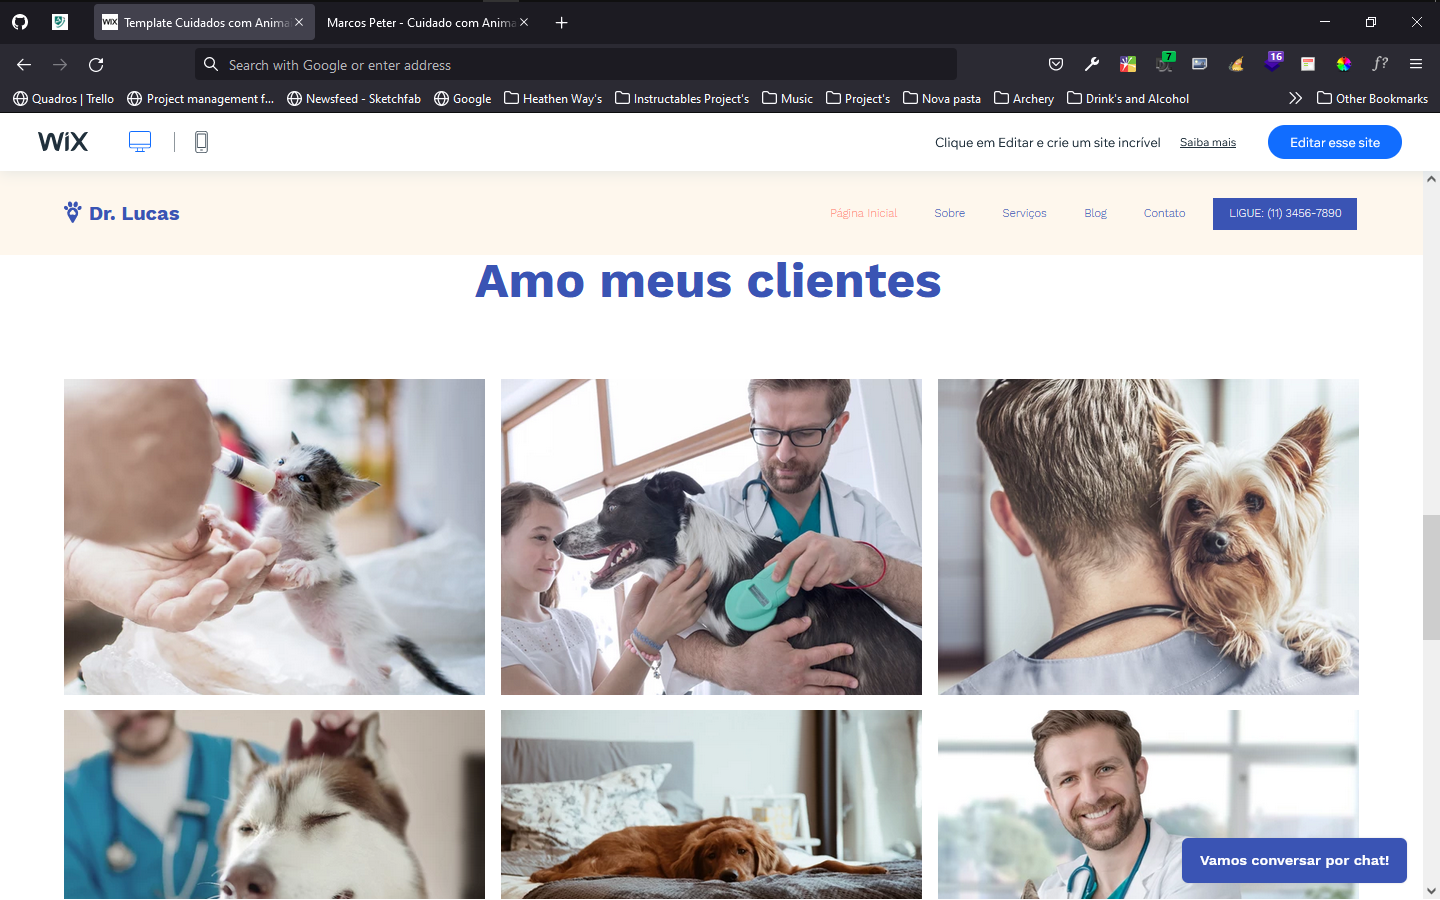 Template Cuidados com Anima
Marcos Peter - Cuidado com Anima
Search with Google or enter address
7
16
f?
Quadros | Trello
Project management f...
Newsfeed - Sketchfab
Google
Heathen Way's
Instructables Project's
Music
Project's
Nova pasta
Archery
Drink's and Alcohol
Other Bookmarks
WiX
Clique em Editar e crie um site incrível
Saiba mais
Editar esse site
Dr. Lucas
Página Inicial
Sobre
Serviços
Blog
Contato
LIGUE: (11) 3456-7890
Amo meus clientes
Vamos conversar por chat!